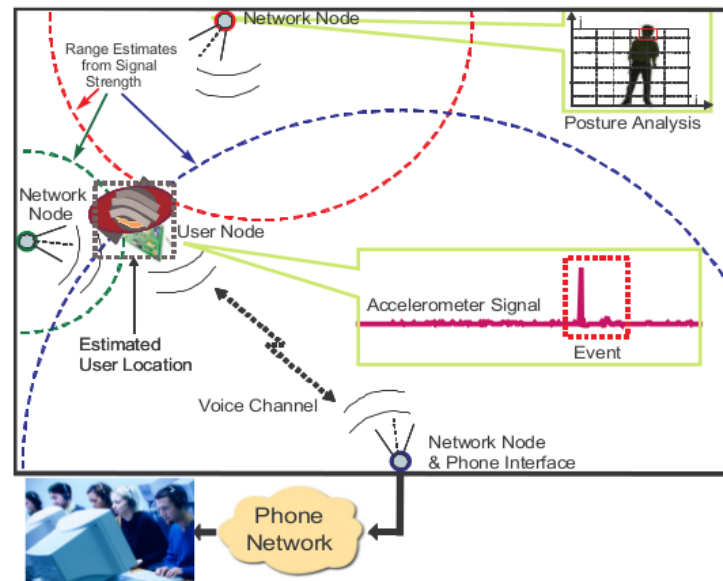 Network Node
Range Estimates
from Signal
Strength
j
i
Posture Analysis
Network
Node
User Node
Accelerometer Signal
Event
Estimated
User Location
Voice Channel
Network Node
& Phone Interface
Phone
Network